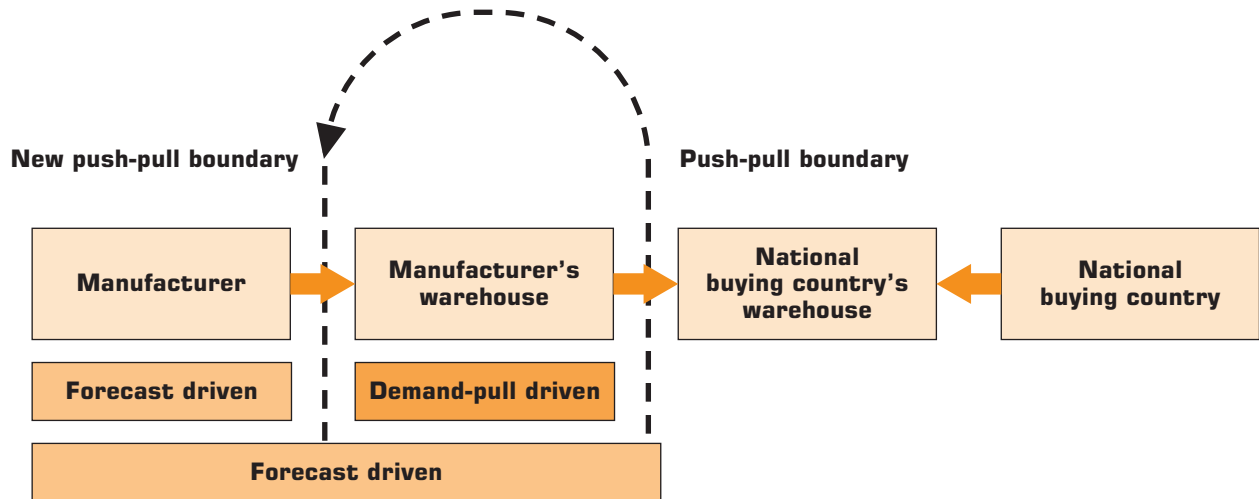 New push-pull boundary
Push-pull boundary
Manufacturer
Manufacturer's
warehouse
National
buying country's
warehouse
National
buying country
Forecast driven
Demand-pull driven
Forecast driven